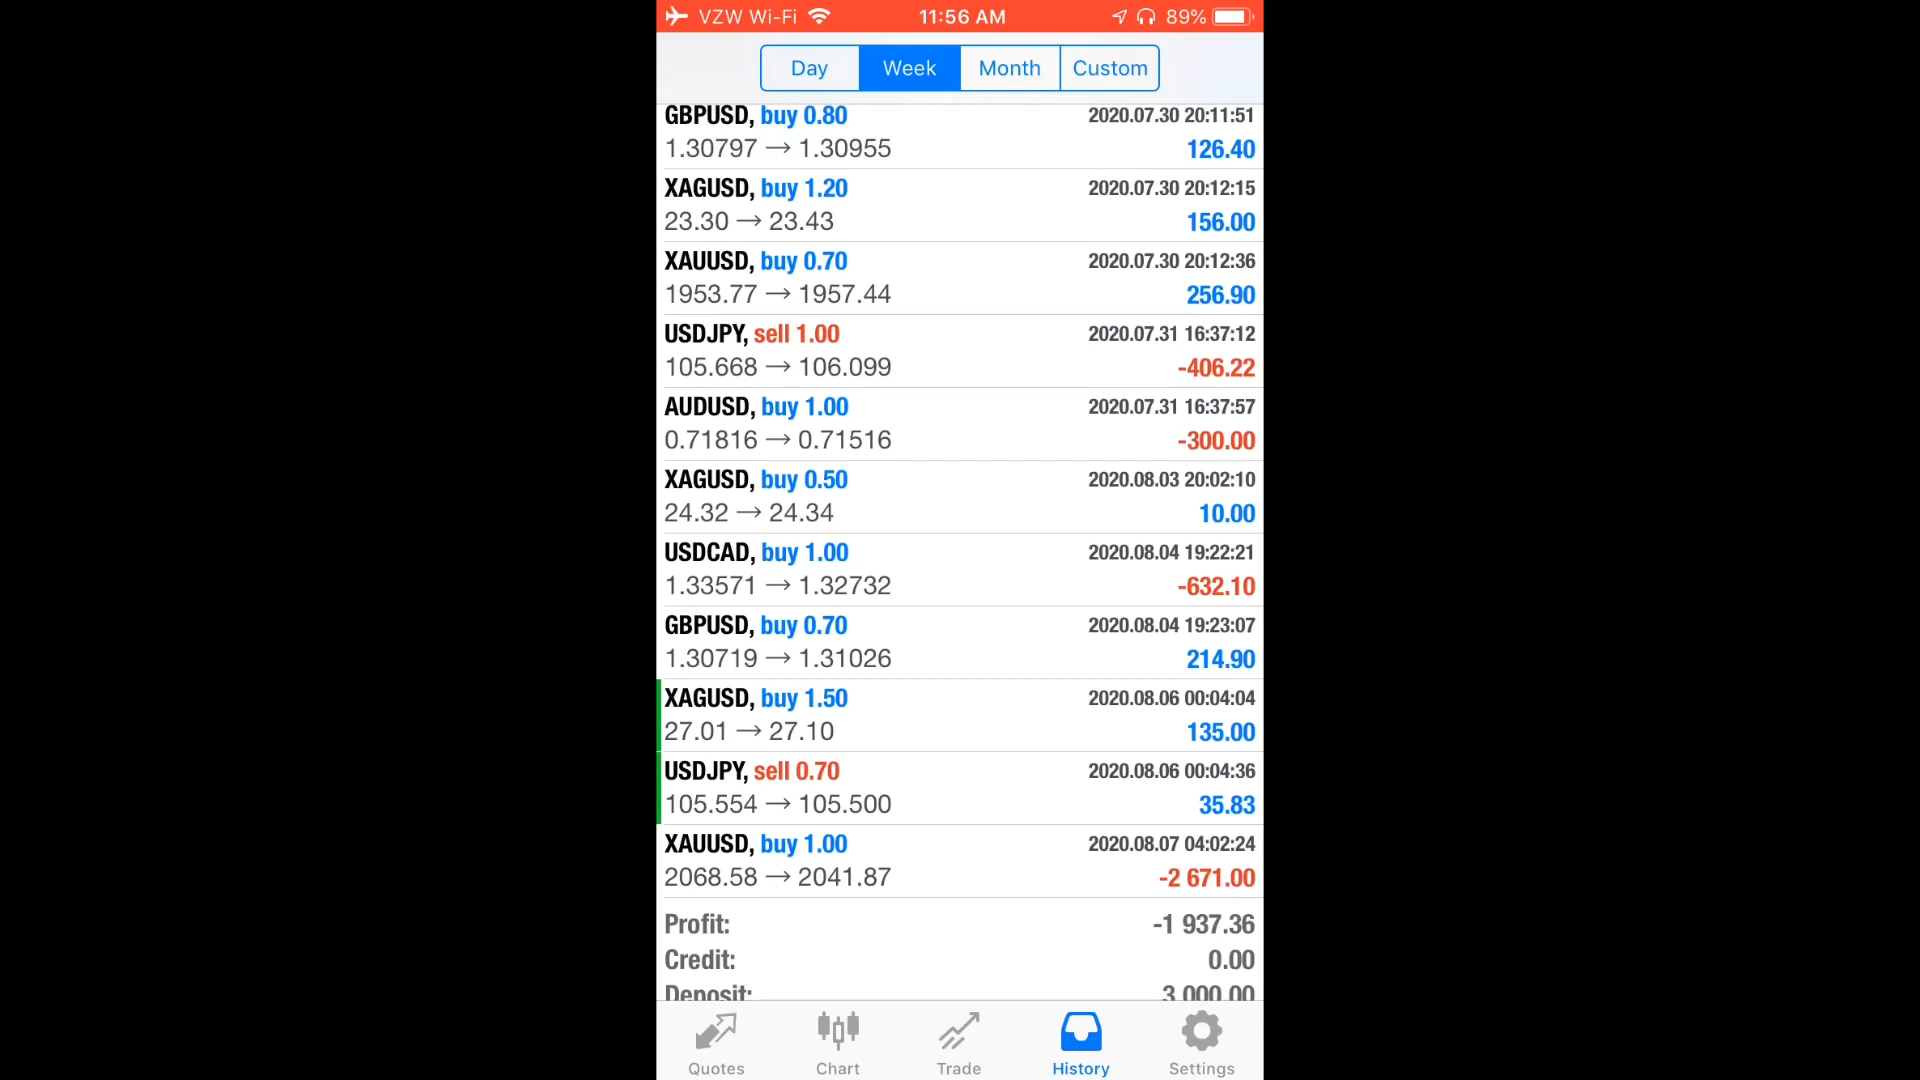 VZW Wi-Fi 11:56 AM 89%
Day Week Month Custom
GBPUSD, buy 0.80 2020.07.30 20:11:51
1.30797 → 1.30955 126.40
XAGUSD, buy 1.20 2020.07.30 20:12:15
23.30 → 23.43 156.00
XAUUSD, buy 0.70 2020.07.30 20:12:36
1953.77 → 1957.44 256.90
USDJPY, sell 1.00 2020.07.31 16:37:12
105.668 → 106.099 -406.22
AUDUSD, buy 1.00 2020.07.31 16:37:57
0.71816 → 0.71516 -300.00
XAGUSD, buy 0.50 2020.08.03 20:02:10
24.32 → 24.34 10.00
USDCAD, buy 1.00 2020.08.04 19:22:21
1.33571 → 1.32732 -632.10
GBPUSD, buy 0.70 2020.08.04 19:23:07
1.30719 → 1.31026 214.90
XAGUSD, buy 1.50 2020.08.06 00:04:04
27.01 → 27.10 135.00
USDJPY, sell 0.70 2020.08.06 00:04:36
105.554 → 105.500 35.83
XAUUSD, buy 1.00 2020.08.07 04:02:24
2068.58 → 2041.87 -2 671.00
Profit: -1 937.36
Credit: 0.00
Deposit: 3 000.00
Quotes Chart Trade History Settings